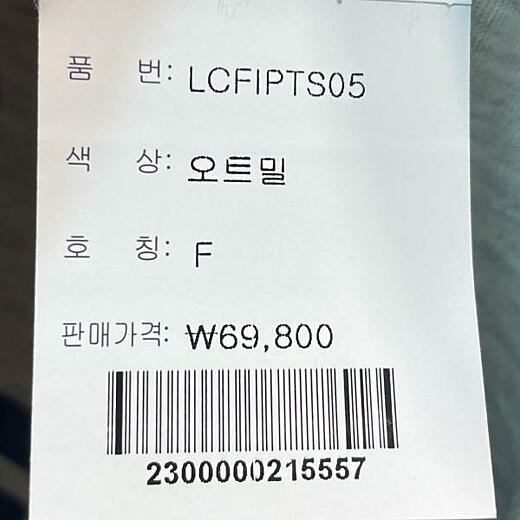 품 번: LCFIPTS05
색 상: 오트밀
호 칭: F
판매가격: ₩69,800
2300000215557